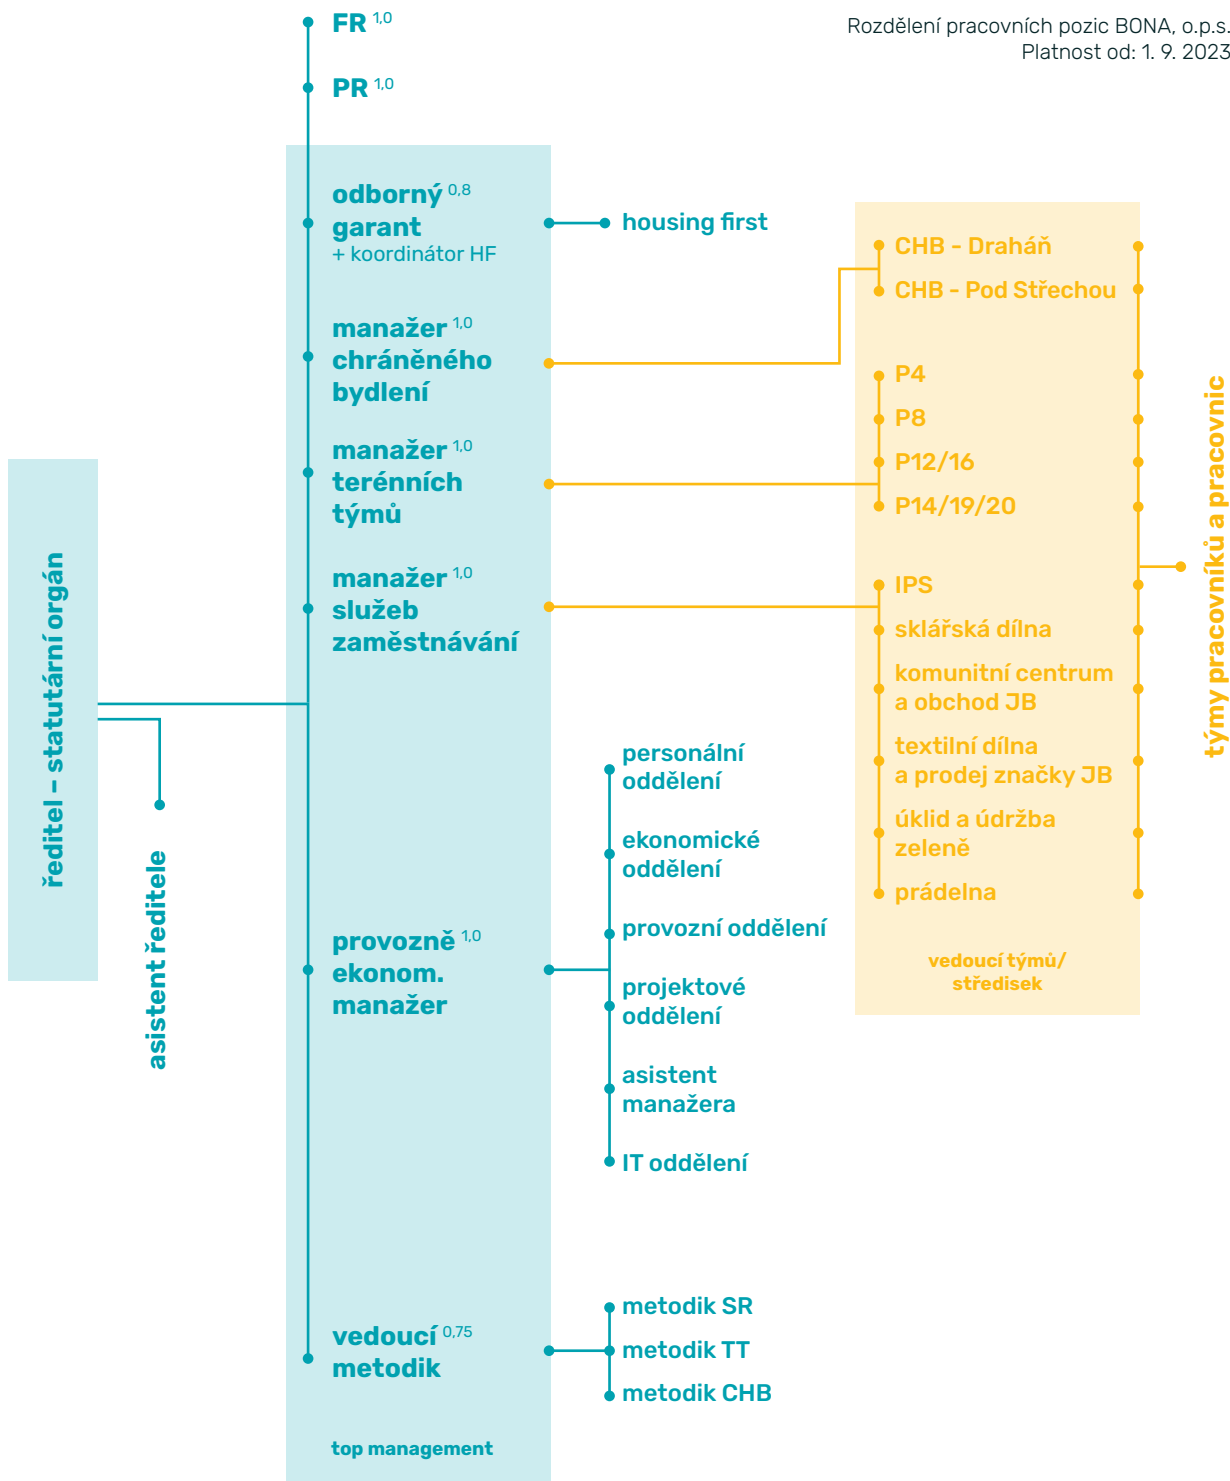 Rozdělení pracovních pozic BONA, o.p.s.
Platnost od: 1. 9. 2023
FR 1,0
PR 1,0
odborný 0,8
garant
+ koordinátor HF
housing first
manažer 1,0
chráněného
bydlení
manažer 1,0
terénních
týmů
manažer 1,0
služeb
zaměstnávání
provozně 1,0
ekonom.
manažer
vedoucí 0,75
metodik
top management
ředitel – statutární orgán
asistent ředitele
personální
oddělení
ekonomické
oddělení
provozní oddělení
projektové
oddělení
asistent
manažera
IT oddělení
metodik SR
metodik TT
metodik CHB
CHB - Draháň
CHB - Pod Střechou
P4
P8
P12/16
P14/19/20
IPS
sklářská dílna
komunitní centrum
a obchod JB
textilní dílna
a prodej značky JB
úklid a údržba
zeleně
prádelna
vedoucí týmů/
středisek
týmy pracovníků a pracovnic